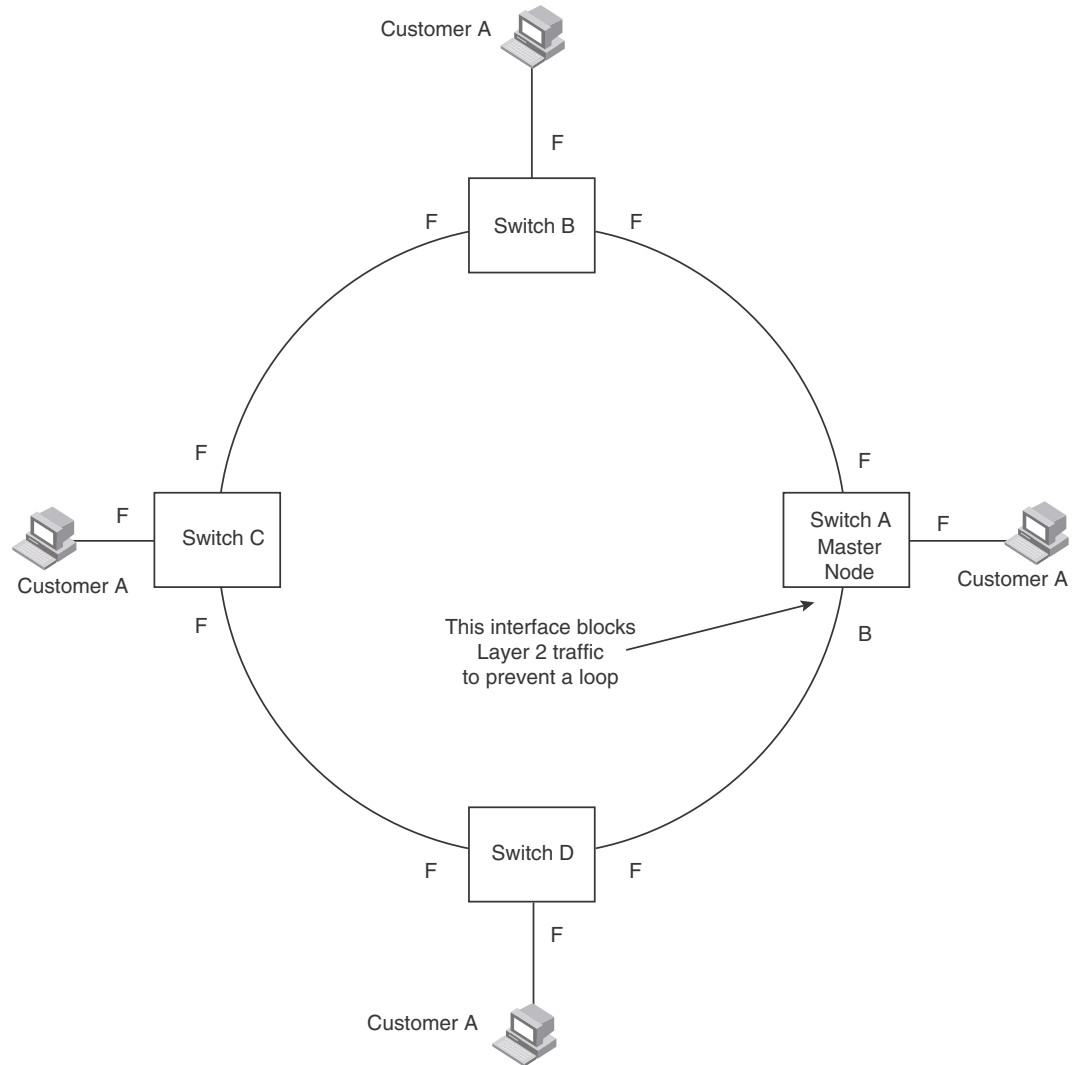 Customer A
F
F
Switch B
F
F
F
F
Switch C
Customer A
Switch A
Master
Node
F
Customer A
F
This interface blocks
Layer 2 traffic
to prevent a loop
B
Switch D
F
F
F
Customer A